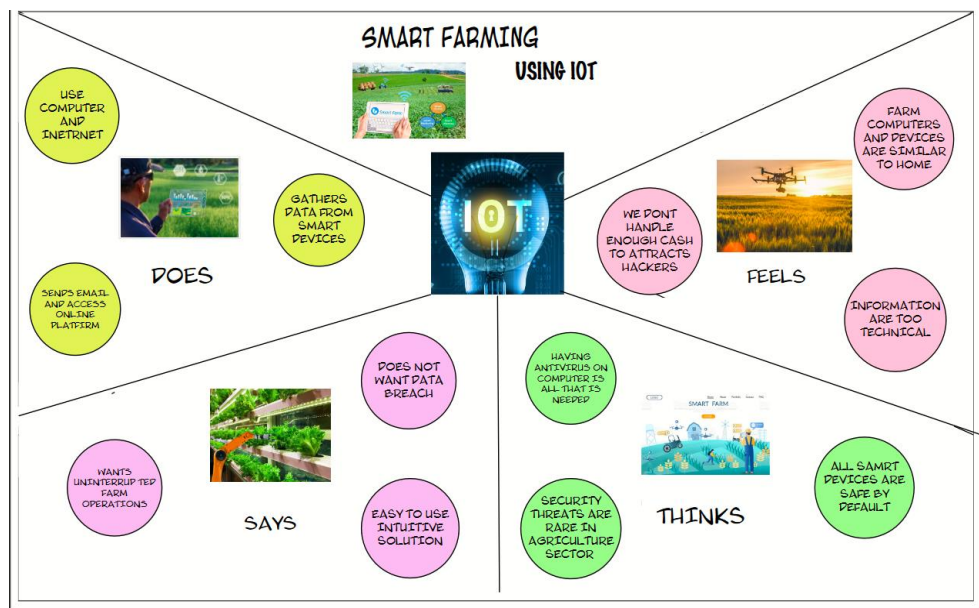 SMART FARMING
USING IOT
Smart Farm
USE
COMPUTER
AND
INETRNET
GATHERS
DATA FROM
SMART
DEVICES
DOES
SENDS EMAIL
AND ACCESS
ONLINE
PLATFIRM
IOT
FARM
COMPUTERS
AND DEVICES
ARE SIMILAR
TO HOME
WE DONT
HANDLE
ENOUGH CASH
TO ATTRACTS
HACKERS
FEELS
INFORMATION
ARE TOO
TECHNICAL
DOES NOT
WANT DATA
BREACH
WANTS
UNINTERRUP TED
FARM
OPERATIONS
SAYS
EASY TO USE
INTUITIVE
SOLUTION
HAVING
ANTIVIRUS ON
COMPUTER IS
ALL THAT IS
NEEDED
SMART FARM
SECURITY
THREATS ARE
RARE IN
AGRICULTURE
SECTOR
THINKS
ALL SAMRT
DEVICES ARE
SAFE BY
DEFAULT